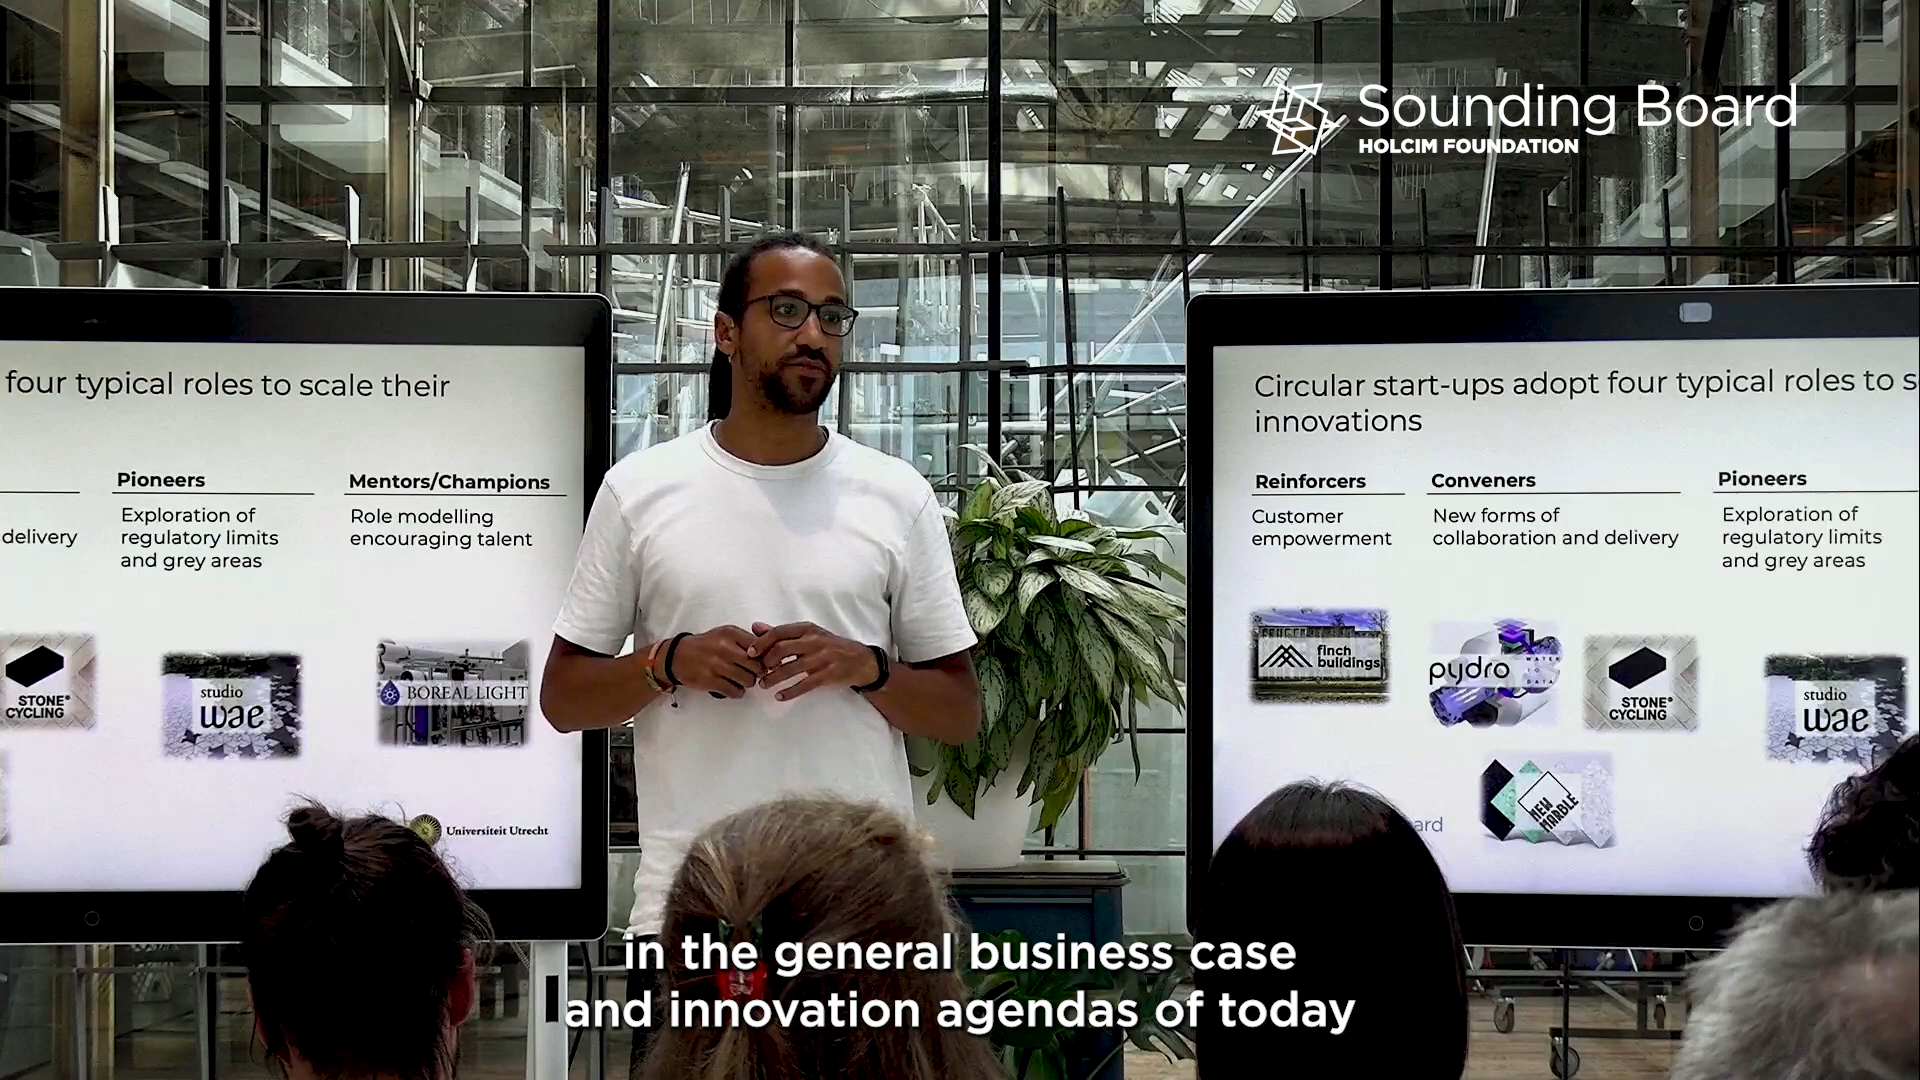 Sounding Board
HOLCIM FOUNDATION
four typical roles to scale their
Pioneers
Mentors/Champions
delivery
Exploration of
regulatory limits
and grey areas
Role modelling
encouraging talent
STONE®
CYCLING
studio
wae
BOREAL LIGHT
Universiteit Utrecht
Circular start-ups adopt four typical roles to s
innovations
Reinforcers
Conveners
Pioneers
Customer
empowerment
New forms of
collaboration and delivery
Exploration of
regulatory limits
and grey areas
finch
buildings
pydro
WATER
TO
DATA
STONE®
CYCLING
studio
wae
NEW
MARBLE
ard
in the general business case
and innovation agendas of today